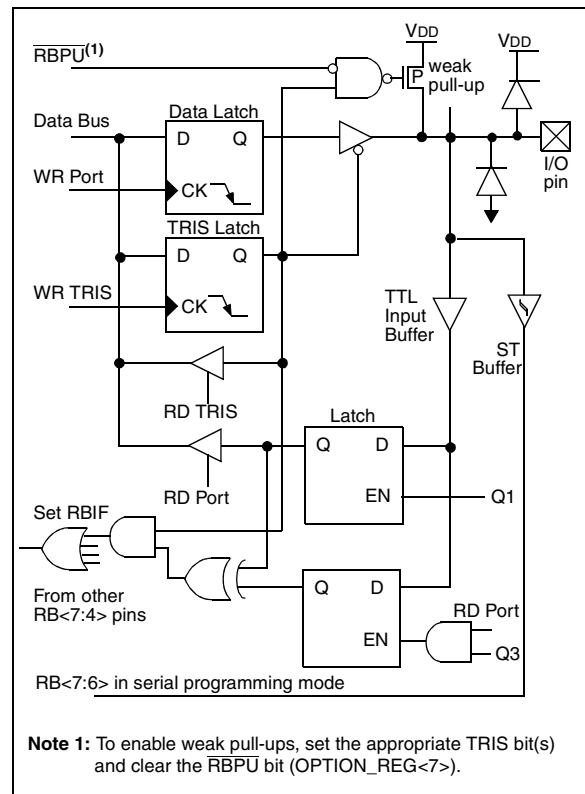 RBPU(1)
VDD
VDD
P weak
pull-up
Data Latch
Data Bus
D Q
WR Port
CK
I/O
pin
TRIS Latch
D Q
WR TRIS
CK
TTL
Input
Buffer
ST
Buffer
RD TRIS
Latch
Q D
RD Port
EN
Q1
Set RBIF
Q D
From other
RB<7:4> pins
RD Port
EN
Q3
RB<7:6> in serial programming mode
Note 1: To enable weak pull-ups, set the appropriate TRIS bit(s)
and clear the RBPU bit (OPTION_REG<7>).